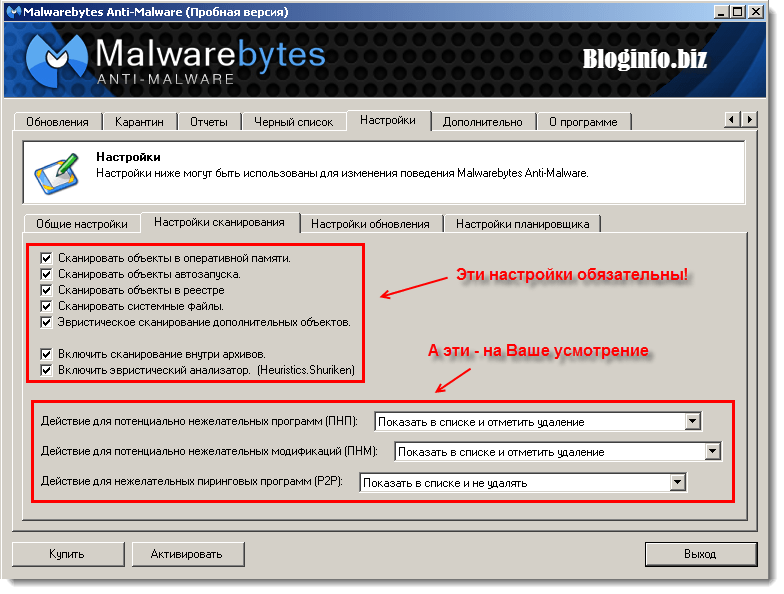 Malwarebytes Anti-Malware (Пробная версия)
Malwarebytes
ANTI-MALWARE
Bloginfo.biz
Обновления Карантин Отчеты Черный список Настройки Дополнительно О программе
Настройки
Настройки ниже могут быть использованы для изменения поведения Malwarebytes Anti-Malware.
Общие настройки Настройки сканирования Настройки обновления Настройки планировщика
Сканировать объекты в оперативной памяти.
Сканировать объекты автозапуска.
Сканировать объекты в реестре
Сканировать системные файлы.
Эвристическое сканирование дополнительных объектов.
Включить сканирование внутри архивов.
Включить эвристический анализатор. (Heuristics.Shuriken)
Эти настройки обязательны!
А эти - на Ваше усмотрение
Действие для потенциально нежелательных программ (ПНП): Показать в списке и отметить удаление
Действие для потенциально нежелательных модификаций (ПНМ): Показать в списке и отметить удаление
Действие для нежелательных пиринговых программ (P2P): Показать в списке и не удалять
Купить Активировать Выход